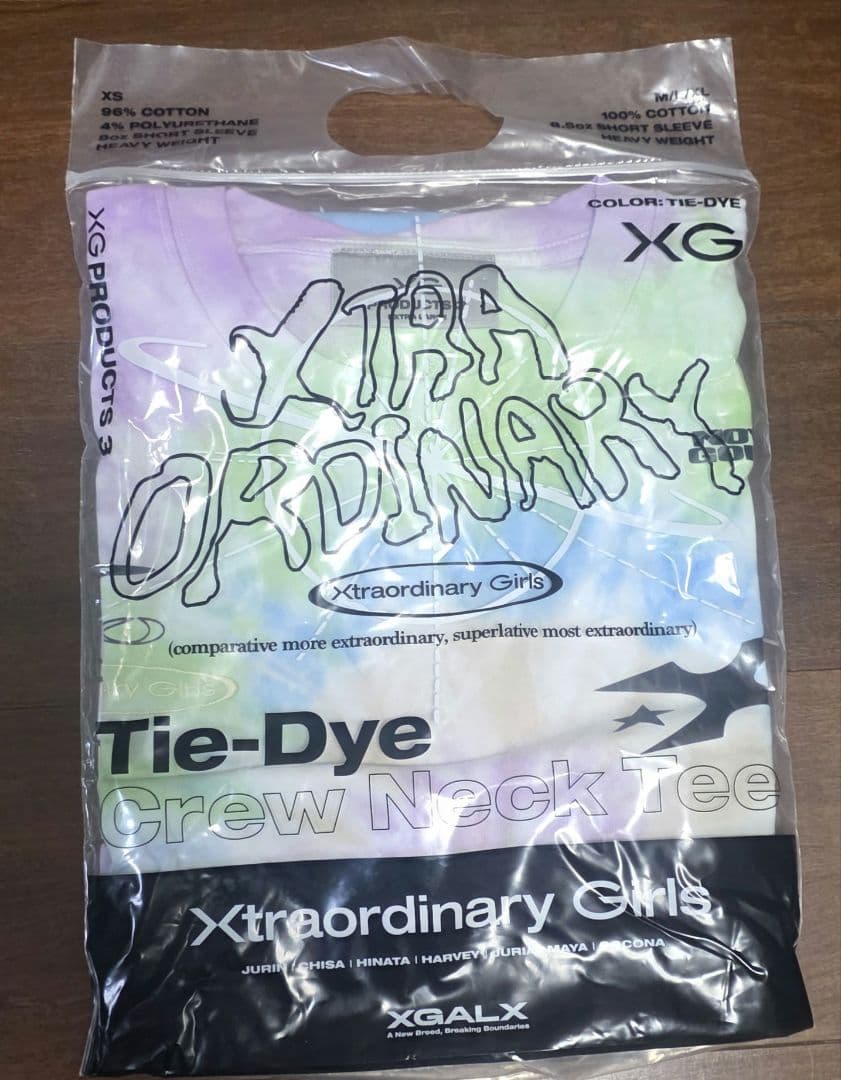 XS
96% COTTON
4% POLYURETHANE
8oz SHORT SLEEVE
HEAVY WEIGHT
M/L/XL
100% COTTON
8.5oz SHORT SLEEVE
HEAVY WEIGHT
COLOR: TIE-DYE
XG
XG PRODUCTS 3
XTRA
ORDINARY
Xtraordinary Girls
(comparative more extraordinary, superlative most extraordinary)
Girls
Tie-Dye
Crew Neck Tee
Xtraordinary Girls
JURIN | CHISA | HINATA | HARVEY | JURIA | MAYA | COCONA
XGALX
A New Breed, Breaking Boundaries